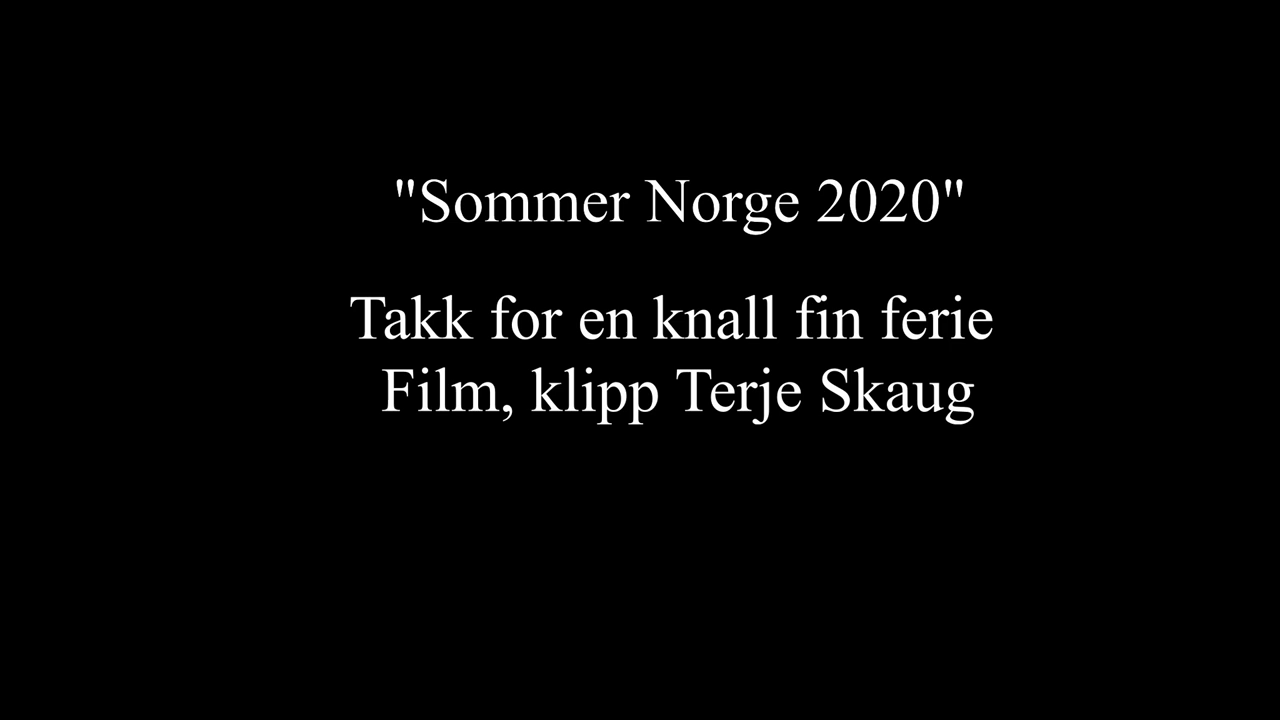 "Sommer Norge 2020"
Takk for en knall fin ferie
Film, klipp Terje Skaug